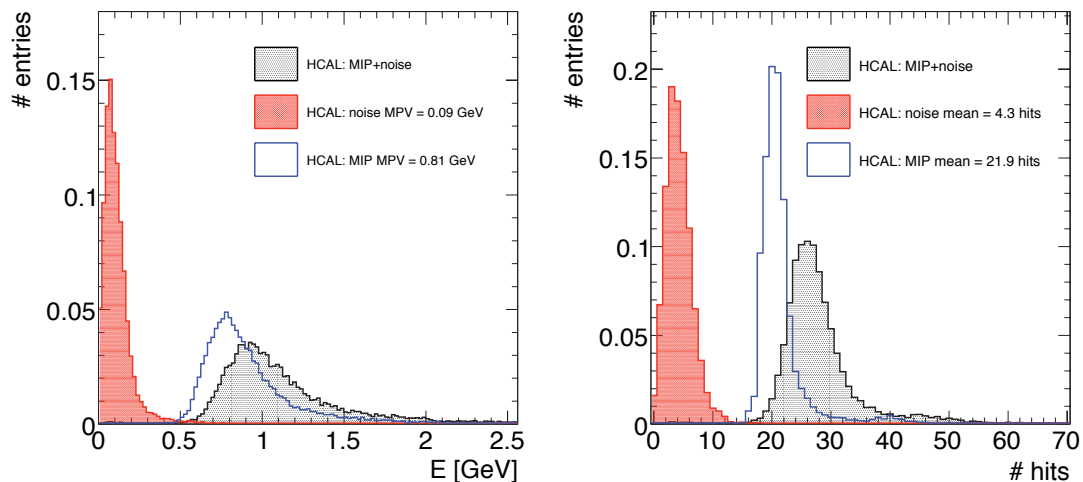 # entries
0.15
0.1
0.05
0
HCAL: MIP+noise
HCAL: noise MPV = 0.09 GeV
HCAL: MIP MPV = 0.81 GeV
0 0.5 1 1.5 2 2.5
E [GeV]
# entries
0.2
0.15
0.1
0.05
0
HCAL: MIP+noise
HCAL: noise mean = 4.3 hits
HCAL: MIP mean = 21.9 hits
0 10 20 30 40 50 60 70
# hits